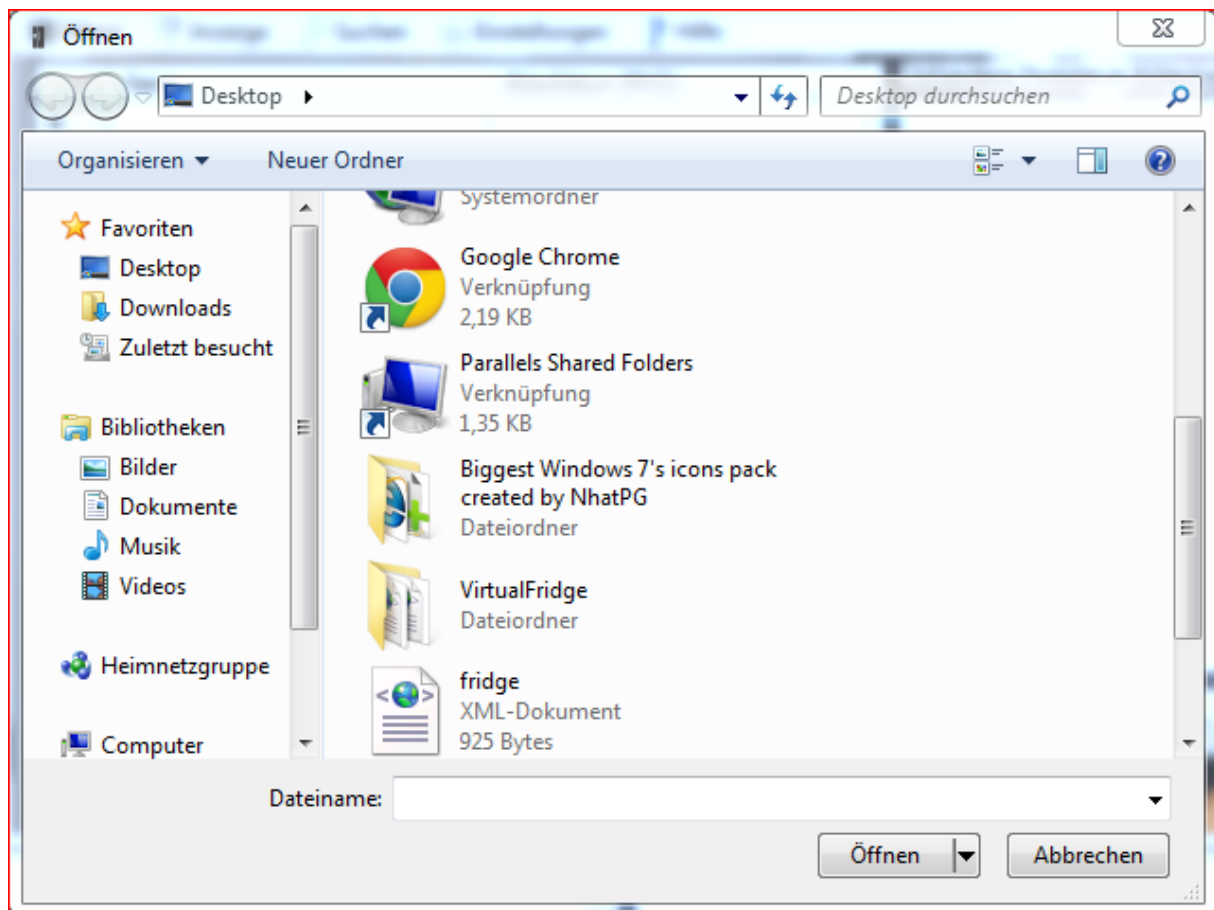 Öffnen
Desktop
Desktop durchsuchen
Organisieren
Neuer Ordner
Favoriten
Desktop
Downloads
Zuletzt besucht
Bibliotheken
Bilder
Dokumente
Musik
Videos
Heimnetzgruppe
Computer
Systemordner
Google Chrome
Verknüpfung
2,19 KB
Parallels Shared Folders
Verknüpfung
1,35 KB
Biggest Windows 7's icons pack
created by NhatPG
Dateiordner
VirtualFridge
Dateiordner
fridge
XML-Dokument
925 Bytes
Dateiname:
Öffnen
Abbrechen